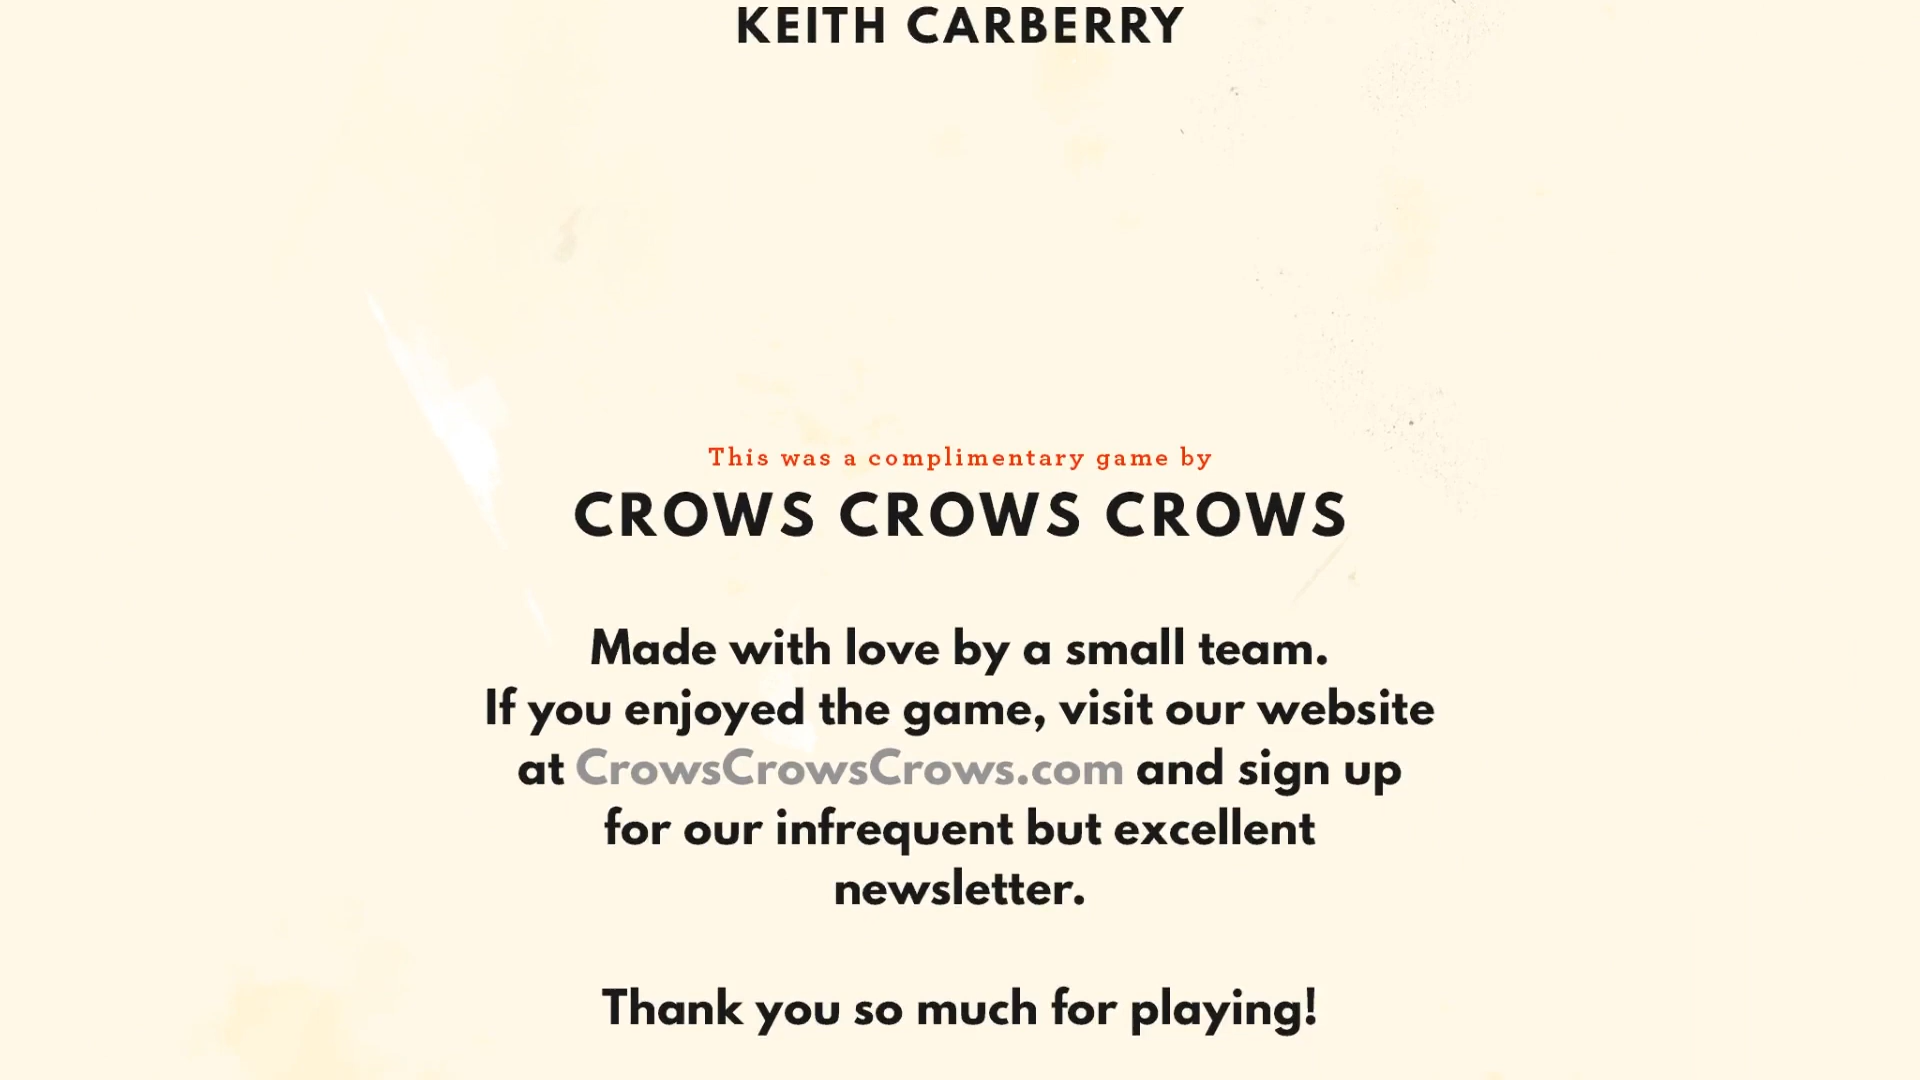 KEITH CARBERRY
This was a complimentary game by
CROWS CROWS CROWS
Made with love by a small team.
If you enjoyed the game, visit our website
at CrowsCrowsCrows.com and sign up
for our infrequent but excellent
newsletter.
Thank you so much for playing!